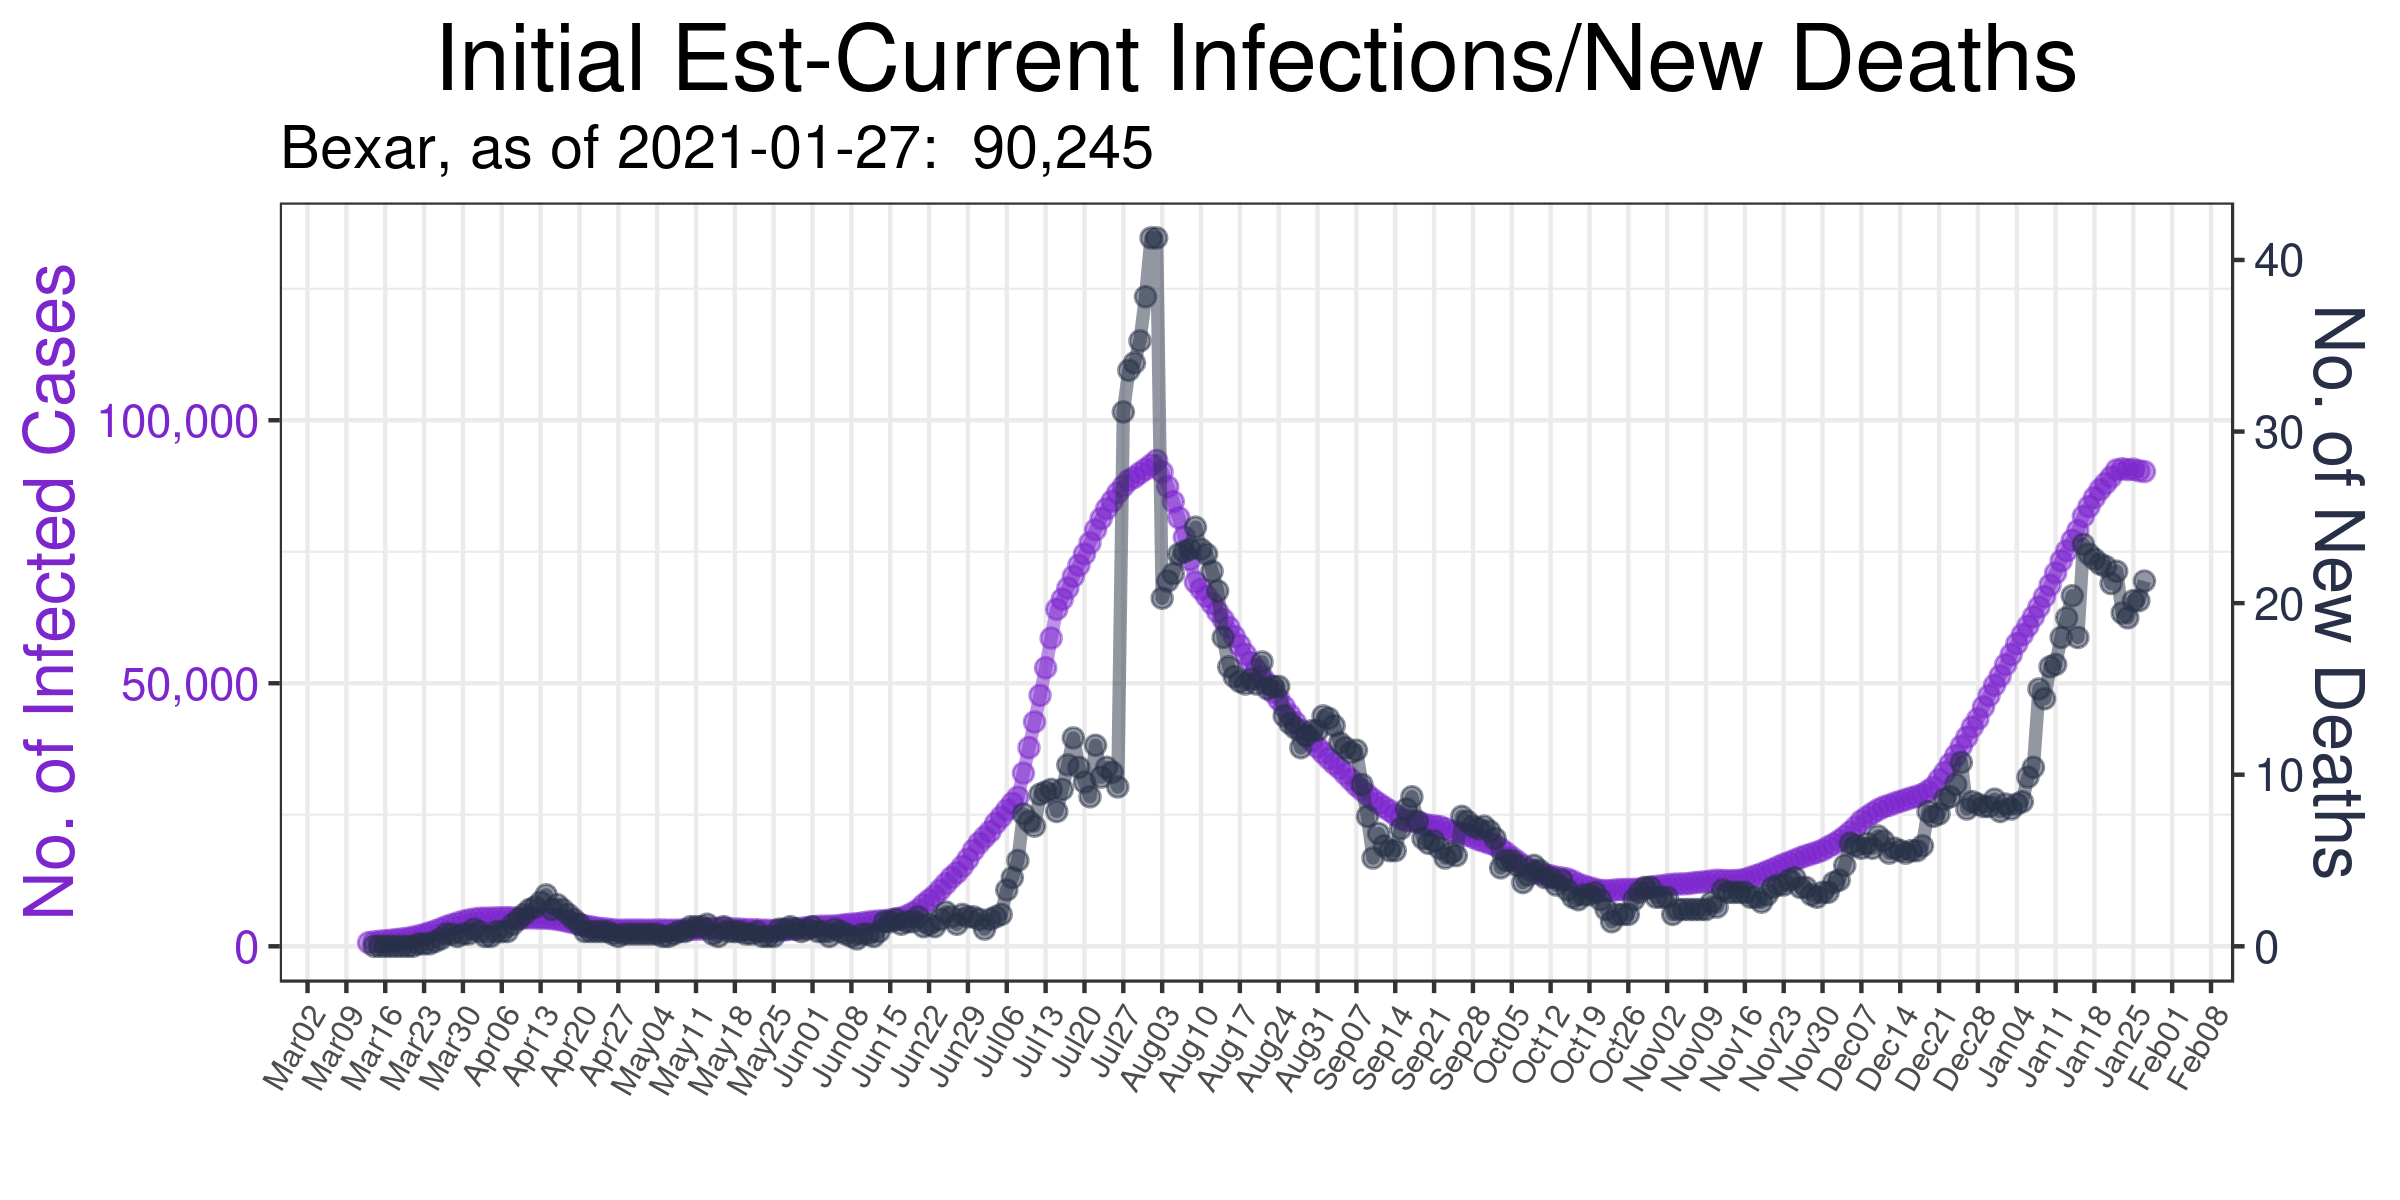 Initial Est-Current Infections/New Deaths
Bexar, as of 2021-01-27:  90,245
No. of Infected Cases
100,000
50,000
0
40
30
20
10
0
No. of New Deaths
Mar02
Mar09
Mar16
Mar23
Mar30
Apr06
Apr13
Apr20
Apr27
May04
May11
May18
May25
Jun01
Jun08
Jun15
Jun22
Jun29
Jul06
Jul13
Jul20
Jul27
Aug03
Aug10
Aug17
Aug24
Aug31
Sep07
Sep14
Sep21
Sep28
Oct05
Oct12
Oct19
Oct26
Nov02
Nov09
Nov16
Nov23
Nov30
Dec07
Dec14
Dec21
Dec28
Jan04
Jan11
Jan18
Jan25
Feb01
Feb08